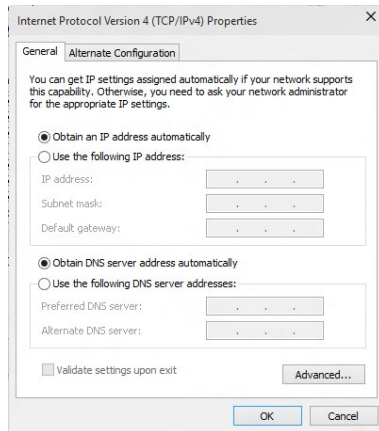 Internet Protocol Version 4 (TCP/IPv4) Properties
General
Alternate Configuration
You can get IP settings assigned automatically if your network supports
this capability. Otherwise, you need to ask your network administrator
for the appropriate IP settings.
Obtain an IP address automatically
Use the following IP address:
IP address:
Subnet mask:
Default gateway:
Obtain DNS server address automatically
Use the following DNS server addresses:
Preferred DNS server:
Alternate DNS server:
Validate settings upon exit
Advanced...
OK
Cancel